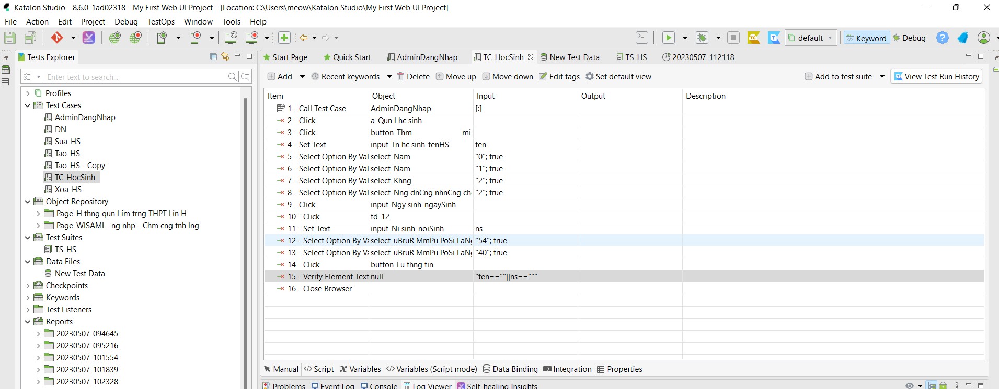 Katalon Studio - 8.6.0-1ad02318 - My First Web UI Project - [Location: C:\Users\meow\Katalon Studio\My First Web UI Project]
File Action Edit Project Debug TestOps Window Tools Help
default Keyword Debug
Tests Explorer
Start Page Quick Start AdminDangNhap TC_HocSinh New Test Data TS_HS 20230507_112118
Enter text to search...
Add Recent keywords Delete Move up Move down Edit tags Set default view Add to test suite View Test Run History
Profiles
Test Cases
AdminDangNhap
DN
Sua_HS
Tao_HS
Tao_HS - Copy
TC_HocSinh
Xoa_HS
Object Repository
Page_H thng qun l im trng THPT Lin H
Page_WISAMI - ng nhp - Chm cng tnh lng
Test Suites
TS_HS
Data Files
New Test Data
Checkpoints
Keywords
Test Listeners
Reports
20230507_094645
20230507_095216
20230507_101554
20230507_101839
20230507_102328
Item Object Input Output Description
1 - Call Test Case AdminDangNhap [:]
2 - Click a_Qun l hc sinh
3 - Click button_Thm mi
4 - Set Text input_Tn hc sinh_tenHS ten
5 - Select Option By Val select_Nam "0"; true
6 - Select Option By Val select_Nam "1"; true
7 - Select Option By Val select_Khng "2"; true
8 - Select Option By Val select_Nng dnCng nhnCng ch "2"; true
9 - Click input_Ngy sinh_ngaySinh
10 - Click td_12
11 - Set Text input_Ni sinh_noiSinh ns
12 - Select Option By Va select_uBruR MmPu PoSi LaNg "54"; true
13 - Select Option By Va select_uBruR MmPu PoSi LaNg "40"; true
14 - Click button_Lu thng tin
15 - Verify Element Text null "ten==""||ns=="""
16 - Close Browser
Manual Script Variables Variables (Script mode) Data Binding Integration Properties
Problems Event Log Console Log Viewer Self-healing Insights